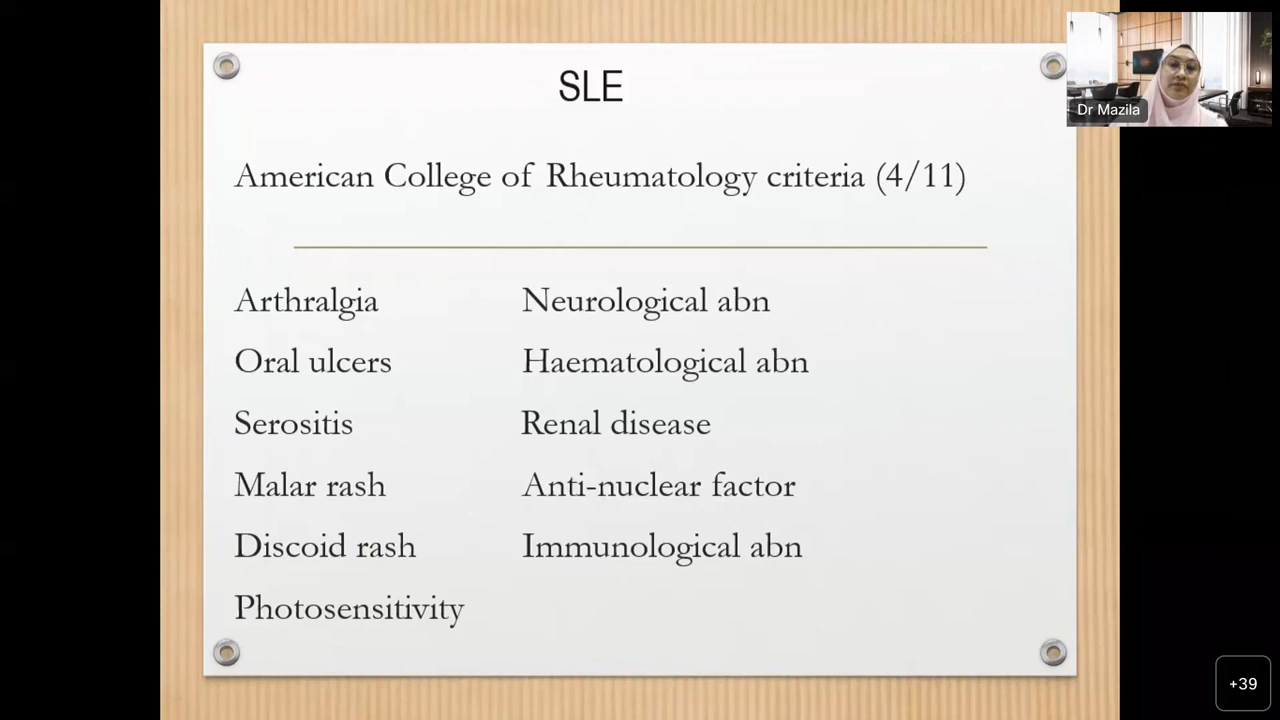 SLE
American College of Rheumatology criteria (4/11)
Arthralgia
Oral ulcers
Serositis
Malar rash
Discoid rash
Photosensitivity
Neurological abn
Haematological abn
Renal disease
Anti-nuclear factor
Immunological abn
Dr Mazila
+39